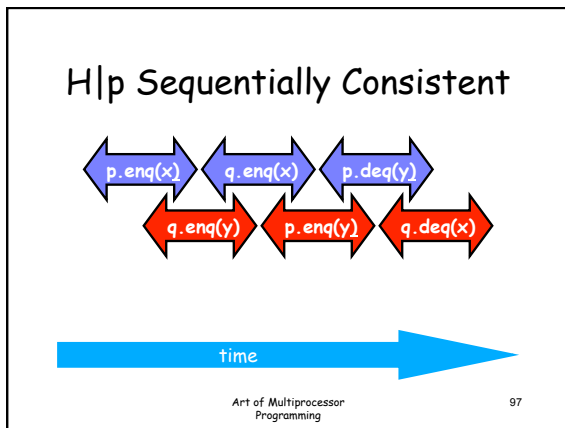 H|p Sequentially Consistent
p.enq(x) q.enq(x) p.deq(y)
q.enq(y) p.enq(y) q.deq(x)
time
Art of Multiprocessor
Programming
97